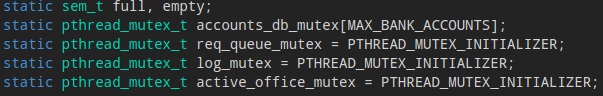 static sem_t full, empty;
static pthread_mutex_t accounts_db_mutex[MAX_BANK_ACCOUNTS];
static pthread_mutex_t req_queue_mutex = PTHREAD_MUTEX_INITIALIZER;
static pthread_mutex_t log_mutex = PTHREAD_MUTEX_INITIALIZER;
static pthread_mutex_t active_office_mutex = PTHREAD_MUTEX_INITIALIZER;